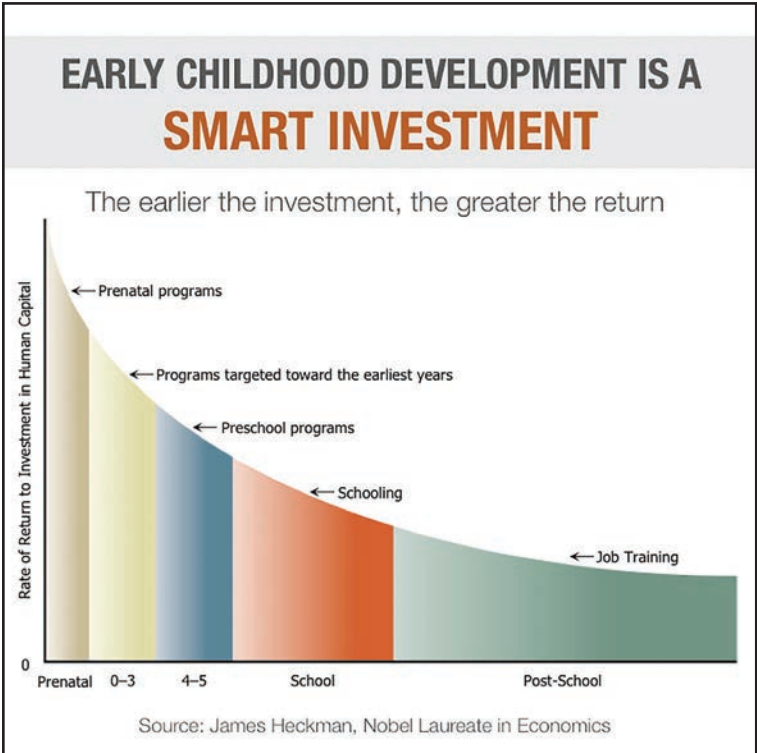 EARLY CHILDHOOD DEVELOPMENT IS A
SMART INVESTMENT
The earlier the investment, the greater the return
Rate of Return to Investment in Human Capital
Prenatal programs
Programs targeted toward the earliest years
Preschool programs
Schooling
Job Training
0
Prenatal 0–3 4–5 School Post-School
Source: James Heckman, Nobel Laureate in Economics